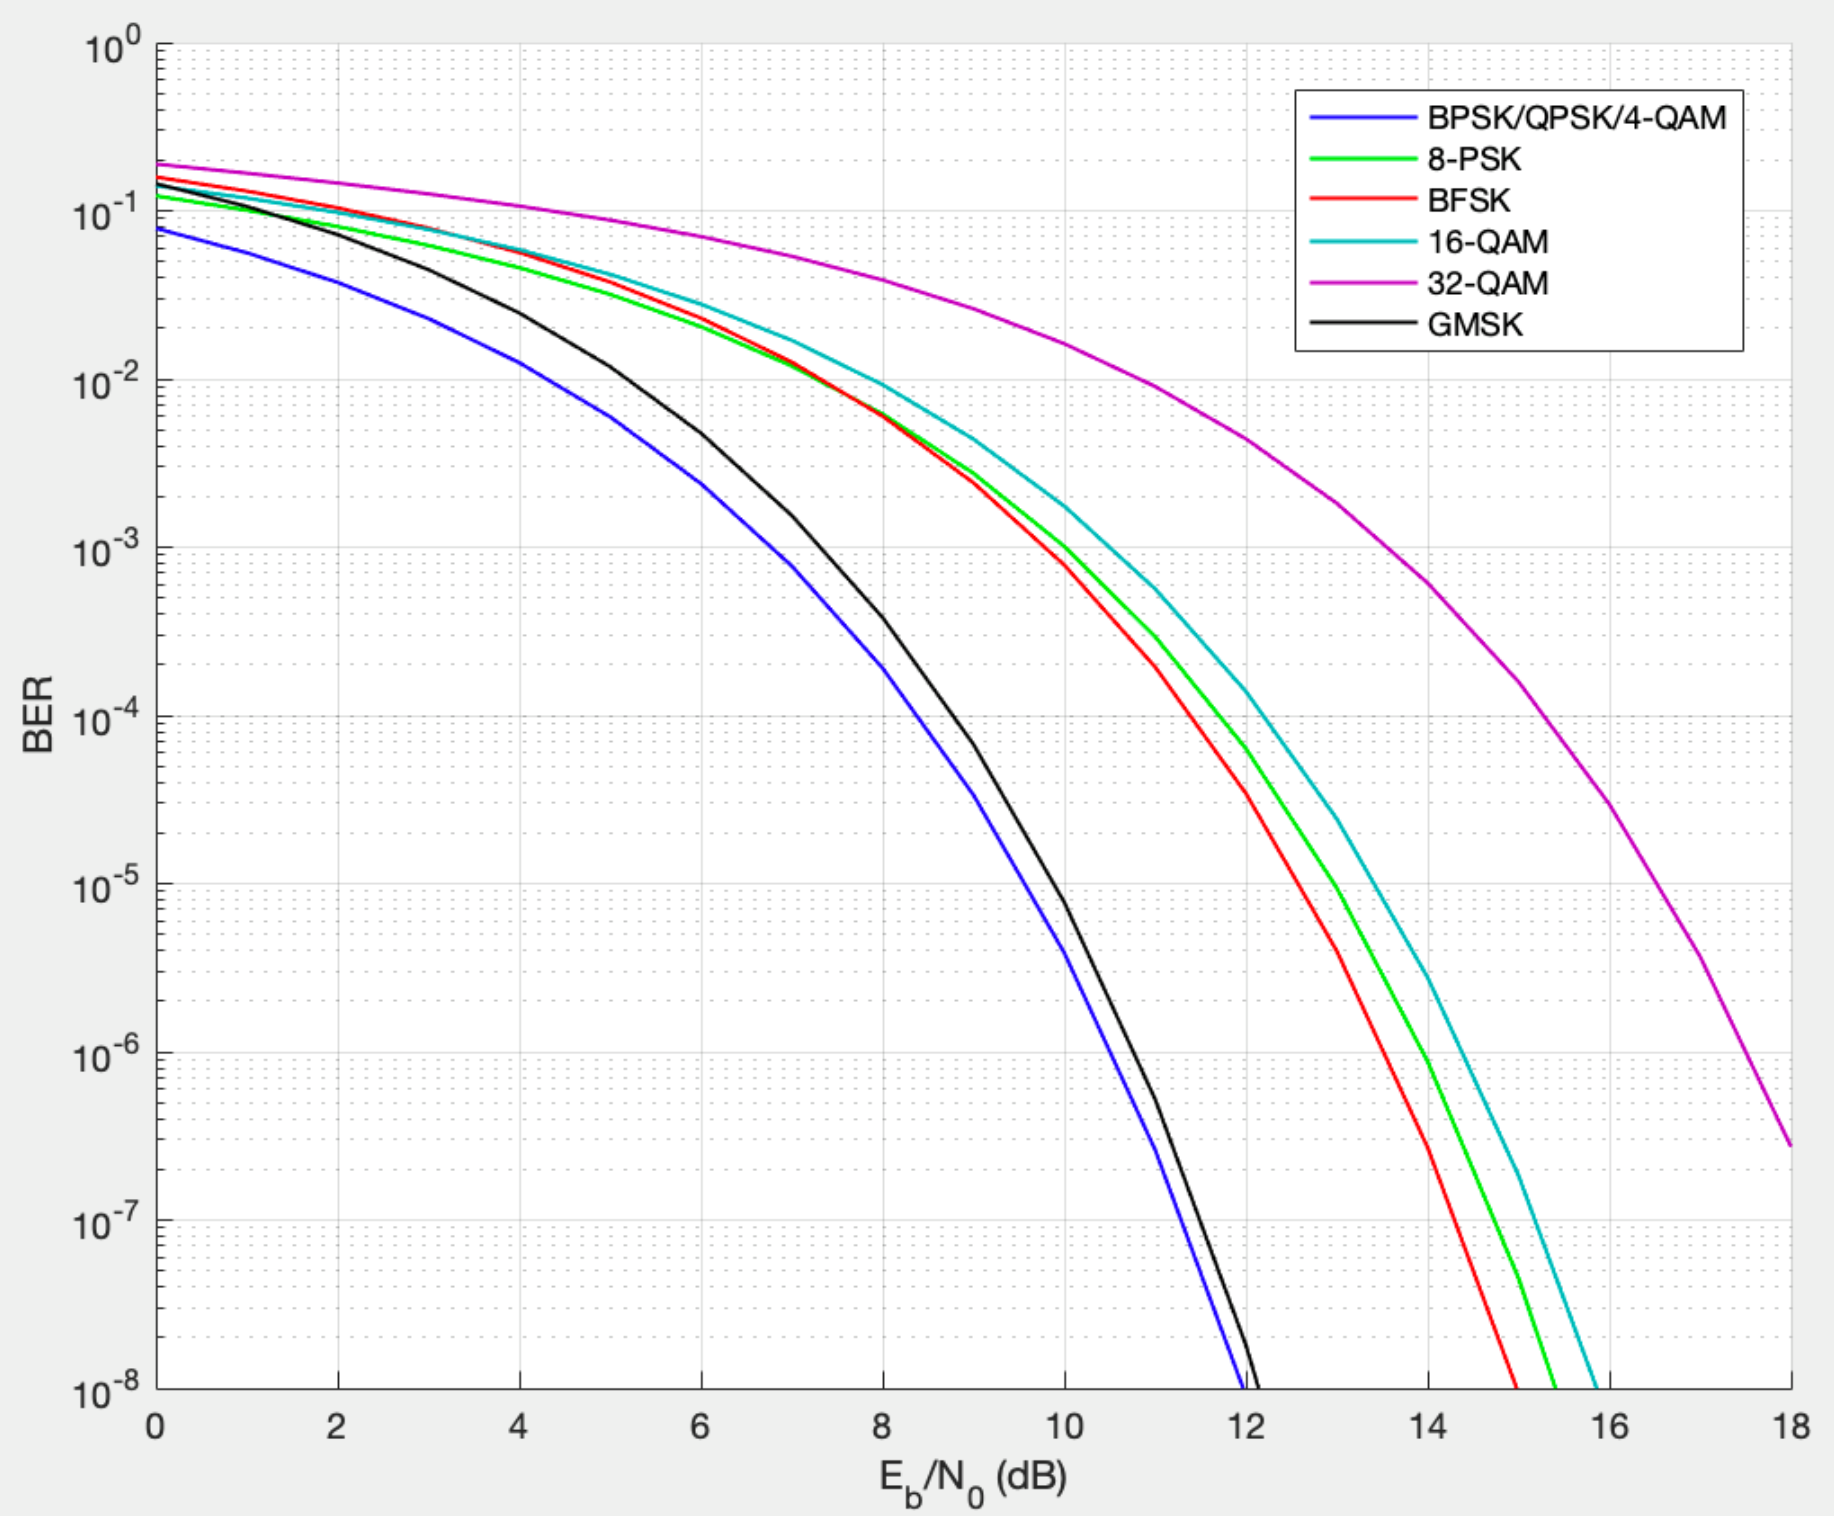 10^0
10^-1
10^-2
10^-3
10^-4
10^-5
10^-6
10^-7
10^-8
BER
0 2 4 6 8 10 12 14 16 18
E_b/N_0 (dB)
BPSK/QPSK/4-QAM
8-PSK
BFSK
16-QAM
32-QAM
GMSK